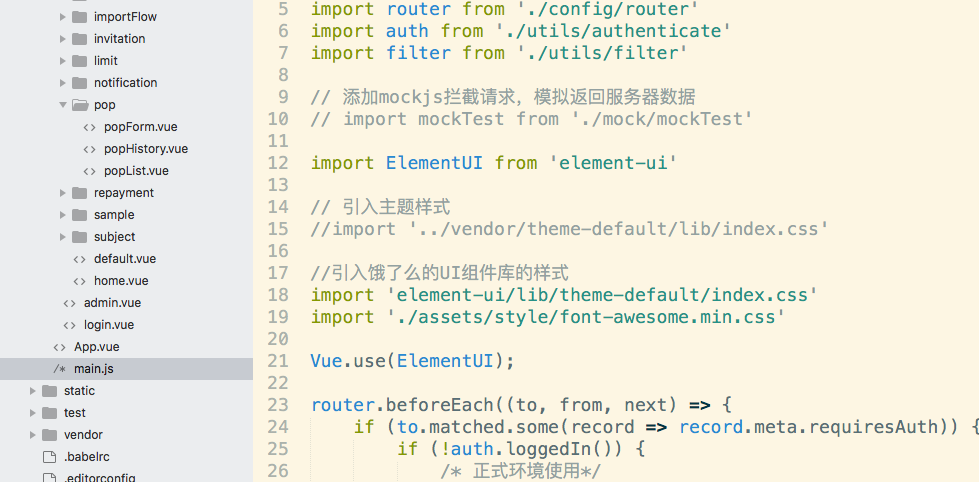 importFlow
invitation
limit
notification
pop
popForm.vue
popHistory.vue
popList.vue
repayment
sample
subject
default.vue
home.vue
admin.vue
login.vue
App.vue
/* main.js
static
test
vendor
.babelrc
.editorconfig
5 import router from './config/router'
6 import auth from './utils/authenticate'
7 import filter from './utils/filter'
8
9 // 添加mockjs拦截请求，模拟返回服务器数据
10 // import mockTest from './mock/mockTest'
11
12 import ElementUI from 'element-ui'
13
14 // 引入主题样式
15 //import '../vendor/theme-default/lib/index.css'
16
17 //引入饿了么的UI组件库的样式
18 import 'element-ui/lib/theme-default/index.css'
19 import './assets/style/font-awesome.min.css'
20
21 Vue.use(ElementUI);
22
23 router.beforeEach((to, from, next) => {
24 if (to.matched.some(record => record.meta.requiresAuth)) {
25 if (!auth.loggedIn()) {
26 /* 正式环境使用*/